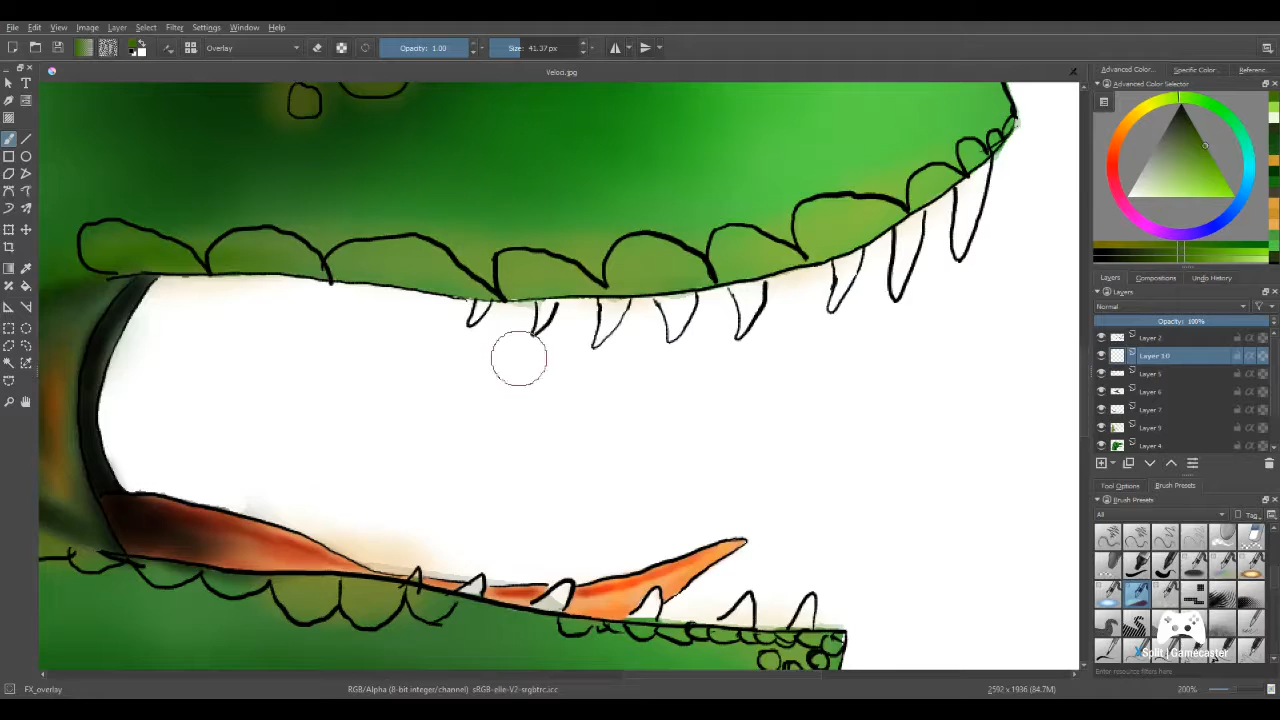 File Edit View Image Layer Select Filter Settings Window Help
Overlay Opacity: 1.00 Size: 41.37 px
Veloci.jpg
Advanced Color... Specific Color... Referenc...
Advanced Color Selector
Layers Compositions Undo History
Layers
Normal
Opacity: 100%
Layer 2
Layer 10
Layer 5
Layer 6
Layer 7
Layer 9
Layer 4
Tool Options Brush Presets
Brush Presets
All Tag
XSplit | Gamecaster
Enter resource filters here
FX_overlay RGB/Alpha (8-bit integer/channel) sRGB-elle-V2-srgbtrc.icc 2592 x 1936 (84.7M) 200%